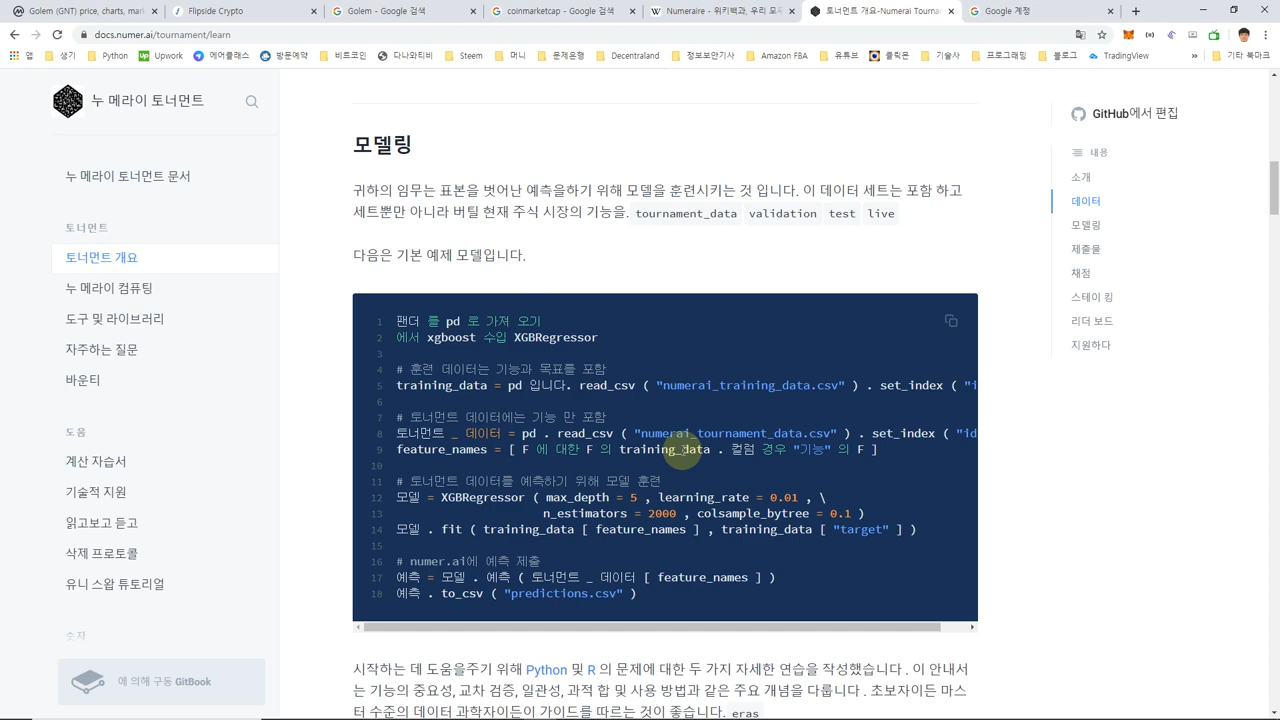 Golem (GNT) price, charts, mark
Flipside Crypto
Golem - Google 검색
coinmarketcap - Google 검색
Numeraire - 위키백과, 우리 모두
토너먼트 개요-Numerai Tourna
Google 계정
docs.numer.ai/tournament/learn
앱
생기
Python
Upwork
에어클래스
방문예약
비트코인
다나와티비
Steem
머니
문제은행
Decentraland
정보보안기사
Amazon FBA
유튜브
클릭몬
기술사
프로그래밍
블로그
TradingView
»
기타 북마크
누 메라이 토너먼트
누 메라이 토너먼트 문서
토너먼트
토너먼트 개요
누 메라이 컴퓨팅
도구 및 라이브러리
자주하는 질문
바운티
도움
계산 자습서
기술적 지원
읽고보고 듣고
삭제 프로토콜
유니 스왑 튜토리얼
숫자
에 의해 구동 GitBook
모델링
귀하의 임무는 표본을 벗어난 예측을하기 위해 모델을 훈련시키는 것 입니다. 이 데이터 세트는 포함 하고
세트뿐만 아니라 버틸 현재 주식 시장의 기능을. tournament_data validation test live
다음은 기본 예제 모델입니다.
1 팬더 를 pd 로 가져 오기
2 에서 xgboost 수입 XGBRegressor
3
4 # 훈련 데이터는 기능과 목표를 포함
5 training_data = pd 입니다. read_csv ( "numerai_training_data.csv" ) . set_index ( "i
6
7 # 토너먼트 데이터에는 기능 만 포함
8 토너먼트 _ 데이터 = pd . read_csv ( "numerai_tournament_data.csv" ) . set_index ( "id
9 feature_names = [ F 에 대한 F 의 training_data . 컬럼 경우 "기능" 의 F ]
10
11 # 토너먼트 데이터를 예측하기 위해 모델 훈련
12 모델 = XGBRegressor ( max_depth = 5 , learning_rate = 0.01 , \
13 n_estimators = 2000 , colsample_bytree = 0.1 )
14 모델 . fit ( training_data [ feature_names ] , training_data [ "target" ] )
15
16 # numer.ai에 예측 제출
17 예측 = 모델 . 예측 ( 토너먼트 _ 데이터 [ feature_names ] )
18 예측 . to_csv ( "predictions.csv" )
시작하는 데 도움을주기 위해 Python 및 R 의 문제에 대한 두 가지 자세한 연습을 작성했습니다 . 이 안내서
는 기능의 중요성, 교차 검증, 일관성, 과적 합 및 사용 방법과 같은 주요 개념을 다룹니다 . 초보자이든 마스
터 수준의 데이터 과학자이든이 가이드를 따르는 것이 좋습니다. eras
GitHub에서 편집
내용
소개
데이터
모델링
제출물
채점
스테이 킹
리더 보드
지원하다